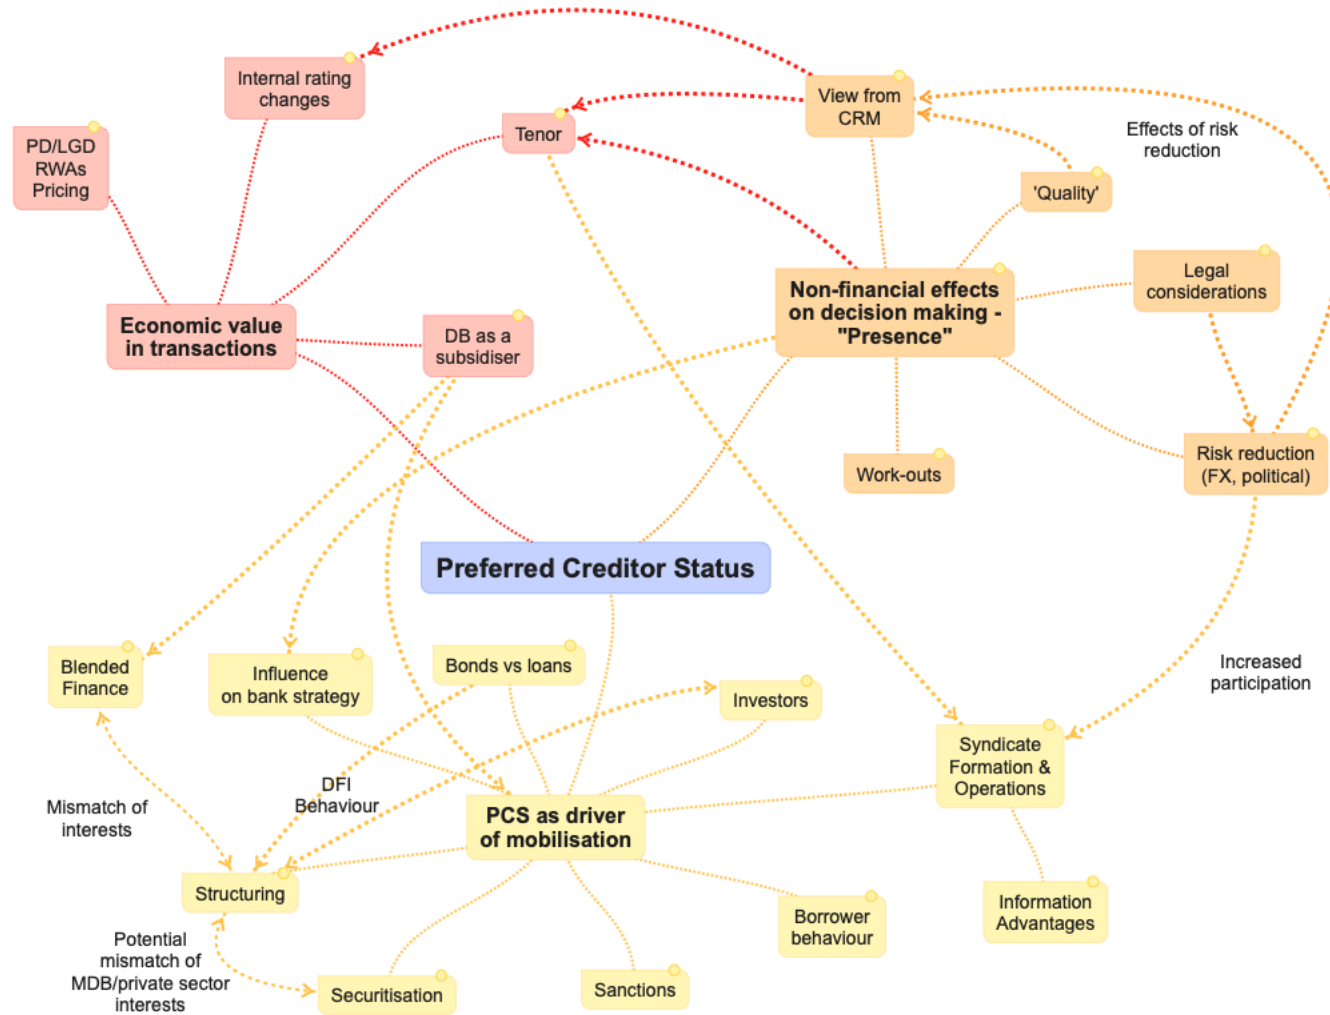 Internal rating
changes
View from
CRM
PD/LGD
RWAs
Pricing
Tenor
Effects of risk
reduction
'Quality'
Legal
considerations
Non-financial effects
on decision making -
"Presence"
Economic value
in transactions
DB as a
subsidiser
Work-outs
Risk reduction
(FX, political)
Preferred Creditor Status
Blended
Finance
Influence
on bank strategy
Bonds vs loans
Investors
Increased
participation
Syndicate
Formation &
Operations
DFI
Behaviour
Mismatch of
interests
PCS as driver
of mobilisation
Structuring
Borrower
behaviour
Information
Advantages
Potential
mismatch of
MDB/private sector
interests
Securitisation
Sanctions